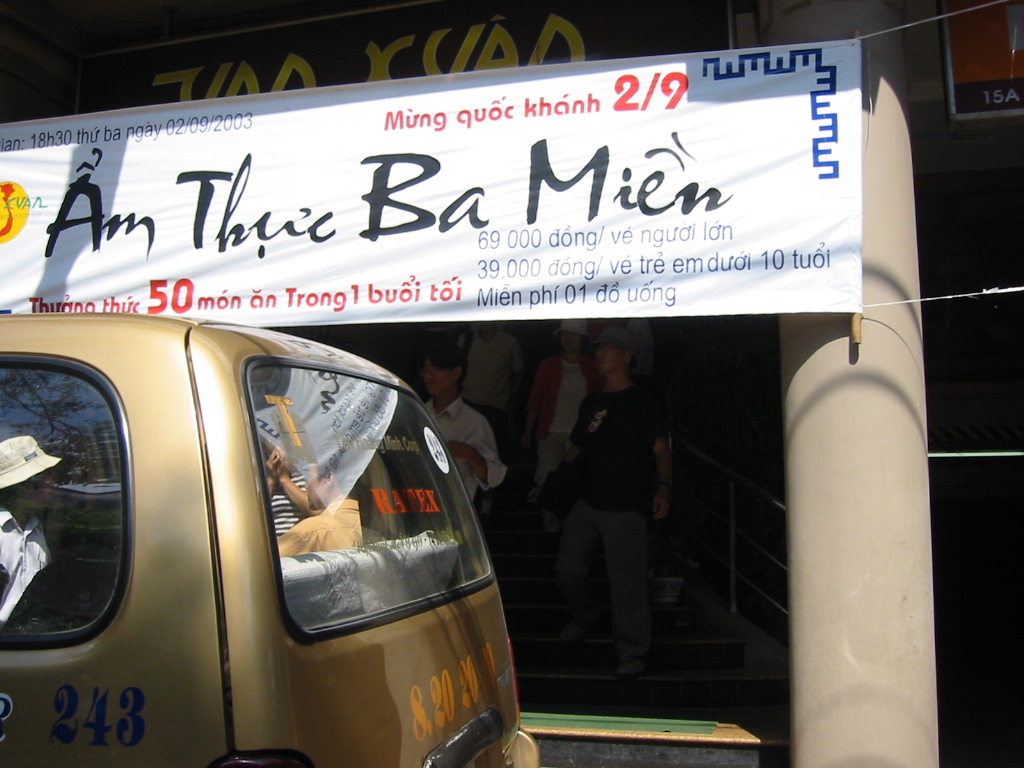 XUÂN
15A
ian: 18h30 thứ ba ngày 02/09/2003
Mừng quốc khánh 2/9
XUÂN
Ẩm Thực Ba Miền
69 000 đồng/ vé người lớn
39.000 đồng/ vé trẻ em dưới 10 tuổi
Miễn phí 01 đồ uống
Thưởng thức 50 món ăn Trong 1 buổi tối
243
8.20 20